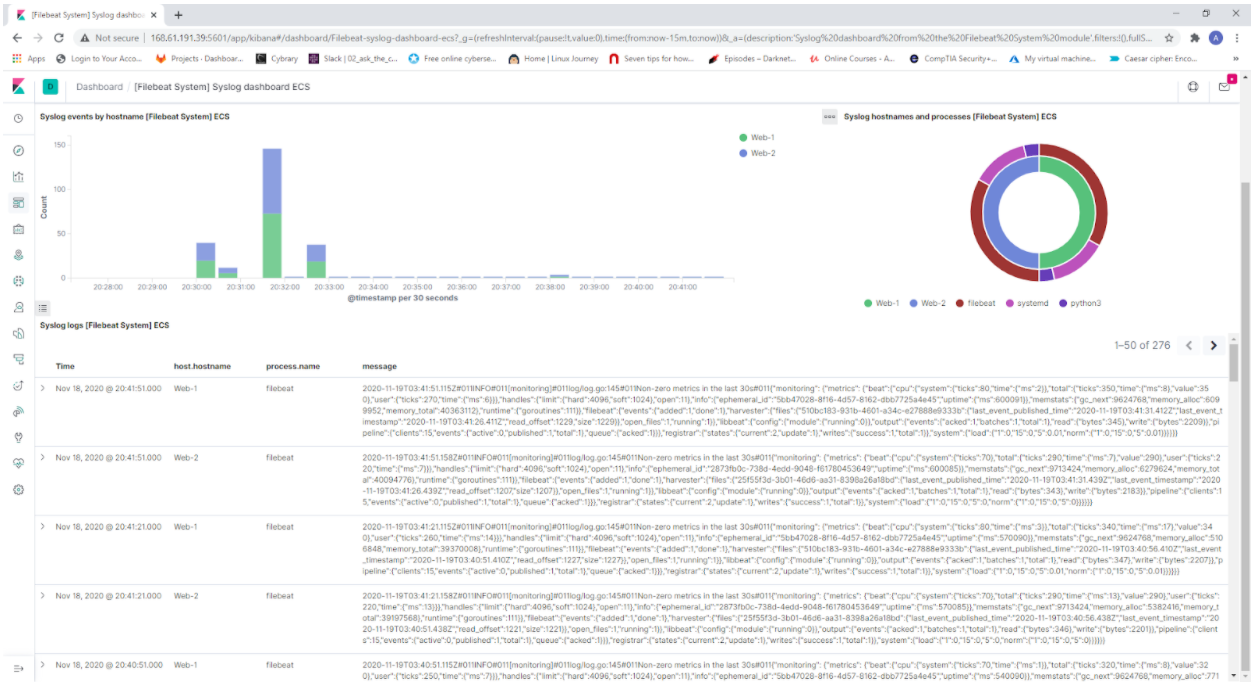 [Filebeat System] Syslog dashboa
Not secure | 168.61.191.39:5601/app/kibana#/dashboard/Filebeat-syslog-dashboard-ecs?_g=(refreshInterval:(pause:!t,value:0),time:(from:now-15m,to:now))&_a=(description:'Syslog%20dashboard%20from%20the%20Filebeat%20System%20module',filters:!(),fullS...
Apps Login to Your Acco... Projects - Dashboar... Cybrary Slack | 02_ask_the_c... Free online cyberse... Home | Linux Journey Seven tips for how... Episodes – Darknet... Online Courses - A... CompTIA Security+... My virtual machine... Caesar cipher: Enco...
D Dashboard / [Filebeat System] Syslog dashboard ECS
Syslog events by hostname [Filebeat System] ECS
Web-1
Web-2
150
100
50
0
Count
20:28:00 20:29:00 20:30:00 20:31:00 20:32:00 20:33:00 20:34:00 20:35:00 20:36:00 20:37:00 20:38:00 20:39:00 20:40:00 20:41:00
@timestamp per 30 seconds
Syslog hostnames and processes [Filebeat System] ECS
Web-1 Web-2 filebeat systemd python3
Syslog logs [Filebeat System] ECS
1–50 of 276
Time host.hostname process.name message
Nov 18, 2020 @ 20:41:51.000 Web-1 filebeat
2020-11-19T03:41:51.115Z#011INFO#011[monitoring]#011log/log.go:145#011Non-zero metrics in the last 30s#011{"monitoring": {"metrics": {"beat":{"cpu":{"system":{"ticks":80,"time":{"ms":2}},"total":{"ticks":350,"time":{"ms":8},"value":35
0},"user":{"ticks":270,"time":{"ms":6}}},"handles":{"limit":{"hard":4096,"soft":1024},"open":11},"info":{"ephemeral_id":"5bb47028-8f16-4d57-8162-dbb7725a4e45","uptime":{"ms":600091}},"memstats":{"gc_next":9624768,"memory_alloc":609
9952,"memory_total":40363112},"runtime":{"goroutines":111}},"filebeat":{"events":{"added":1,"done":1},"harvester":{"files":{"510bc183-931b-4601-a34c-e27888e9333b":{"last_event_published_time":"2020-11-19T03:41:31.412Z","last_event_t
imestamp":"2020-11-19T03:41:26.411Z","read_offset":1229,"size":1229}},"open_files":1,"running":1}},"libbeat":{"config":{"module":{"running":0}},"output":{"events":{"acked":1,"batches":1,"total":1},"read":{"bytes":345},"write":{"bytes":2209}},"pi
peline":{"clients":15,"events":{"active":0,"published":1,"total":1},"queue":{"acked":1}}},"registrar":{"states":{"current":2,"update":1},"writes":{"success":1,"total":1}},"system":{"load":{"1":0,"15":0,"5":0.01,"norm":{"1":0,"15":0,"5":0.01}}}}}}
Nov 18, 2020 @ 20:41:51.000 Web-2 filebeat
2020-11-19T03:41:51.158Z#011INFO#011[monitoring]#011log/log.go:145#011Non-zero metrics in the last 30s#011{"monitoring": {"metrics": {"beat":{"cpu":{"system":{"ticks":70},"total":{"ticks":290,"time":{"ms":7},"value":290},"user":{"ticks":2
20,"time":{"ms":7}}},"handles":{"limit":{"hard":4096,"soft":1024},"open":11},"info":{"ephemeral_id":"2873fb0c-738d-4edd-9048-f61780453649","uptime":{"ms":600085}},"memstats":{"gc_next":9713424,"memory_alloc":6279624,"memory_tot
al":40094776},"runtime":{"goroutines":111}},"filebeat":{"events":{"added":1,"done":1},"harvester":{"files":{"25f55f3d-3b01-46d6-aa31-8398a26a18bd":{"last_event_published_time":"2020-11-19T03:41:31.439Z","last_event_timestamp":"2020
-11-19T03:41:26.439Z","read_offset":1207,"size":1207}},"open_files":1,"running":1}},"libbeat":{"config":{"module":{"running":0}},"output":{"events":{"acked":1,"batches":1,"total":1},"read":{"bytes":343},"write":{"bytes":2183}},"pipeline":{"clients":1
5,"events":{"active":0,"published":1,"total":1},"queue":{"acked":1}}},"registrar":{"states":{"current":2,"update":1},"writes":{"success":1,"total":1}},"system":{"load":{"1":0,"15":0,"5":0,"norm":{"1":0,"15":0,"5":0}}}}}}
Nov 18, 2020 @ 20:41:21.000 Web-1 filebeat
2020-11-19T03:41:21.115Z#011INFO#011[monitoring]#011log/log.go:145#011Non-zero metrics in the last 30s#011{"monitoring": {"metrics": {"beat":{"cpu":{"system":{"ticks":80,"time":{"ms":3}},"total":{"ticks":340,"time":{"ms":17},"value":34
0},"user":{"ticks":260,"time":{"ms":14}}},"handles":{"limit":{"hard":4096,"soft":1024},"open":11},"info":{"ephemeral_id":"5bb47028-8f16-4d57-8162-dbb7725a4e45","uptime":{"ms":570090}},"memstats":{"gc_next":9624768,"memory_alloc":510
6848,"memory_total":39370008},"runtime":{"goroutines":111}},"filebeat":{"events":{"added":1,"done":1},"harvester":{"files":{"510bc183-931b-4601-a34c-e27888e9333b":{"last_event_published_time":"2020-11-19T03:40:56.410Z","last_event
_timestamp":"2020-11-19T03:40:51.410Z","read_offset":1227,"size":1227}},"open_files":1,"running":1}},"libbeat":{"config":{"module":{"running":0}},"output":{"events":{"acked":1,"batches":1,"total":1},"read":{"bytes":347},"write":{"bytes":2207}},"p
ipeline":{"clients":15,"events":{"active":0,"published":1,"total":1},"queue":{"acked":1}}},"registrar":{"states":{"current":2,"update":1},"writes":{"success":1,"total":1}},"system":{"load":{"1":0,"15":0,"5":0.01,"norm":{"1":0,"15":0,"5":0.01}}}}}}
Nov 18, 2020 @ 20:41:21.000 Web-2 filebeat
2020-11-19T03:41:21.158Z#011INFO#011[monitoring]#011log/log.go:145#011Non-zero metrics in the last 30s#011{"monitoring": {"metrics": {"beat":{"cpu":{"system":{"ticks":70},"total":{"ticks":290,"time":{"ms":13},"value":290},"user":{"ticks":
220,"time":{"ms":13}}},"handles":{"limit":{"hard":4096,"soft":1024},"open":11},"info":{"ephemeral_id":"2873fb0c-738d-4edd-9048-f61780453649","uptime":{"ms":570085}},"memstats":{"gc_next":9713424,"memory_alloc":5382416,"memory_t
otal":39197568},"runtime":{"goroutines":111}},"filebeat":{"events":{"added":1,"done":1},"harvester":{"files":{"25f55f3d-3b01-46d6-aa31-8398a26a18bd":{"last_event_published_time":"2020-11-19T03:40:56.438Z","last_event_timestamp":"20
20-11-19T03:40:51.438Z","read_offset":1221,"size":1221}},"open_files":1,"running":1}},"libbeat":{"config":{"module":{"running":0}},"output":{"events":{"acked":1,"batches":1,"total":1},"read":{"bytes":346},"write":{"bytes":2201}},"pipeline":{"client
s":15,"events":{"active":0,"published":1,"total":1},"queue":{"acked":1}}},"registrar":{"states":{"current":2,"update":1},"writes":{"success":1,"total":1}},"system":{"load":{"1":0,"15":0,"5":0,"norm":{"1":0,"15":0,"5":0}}}}}}
Nov 18, 2020 @ 20:40:51.000 Web-1 filebeat
2020-11-19T03:40:51.115Z#011INFO#011[monitoring]#011log/log.go:145#011Non-zero metrics in the last 30s#011{"monitoring": {"metrics": {"beat":{"cpu":{"system":{"ticks":70,"time":{"ms":1}},"total":{"ticks":320,"time":{"ms":8},"value":32
0},"user":{"ticks":250,"time":{"ms":7}}},"handles":{"limit":{"hard":4096,"soft":1024},"open":11},"info":{"ephemeral_id":"5bb47028-8f16-4d57-8162-dbb7725a4e45","uptime":{"ms":540090}},"memstats":{"gc_next":9624768,"memory_alloc":771